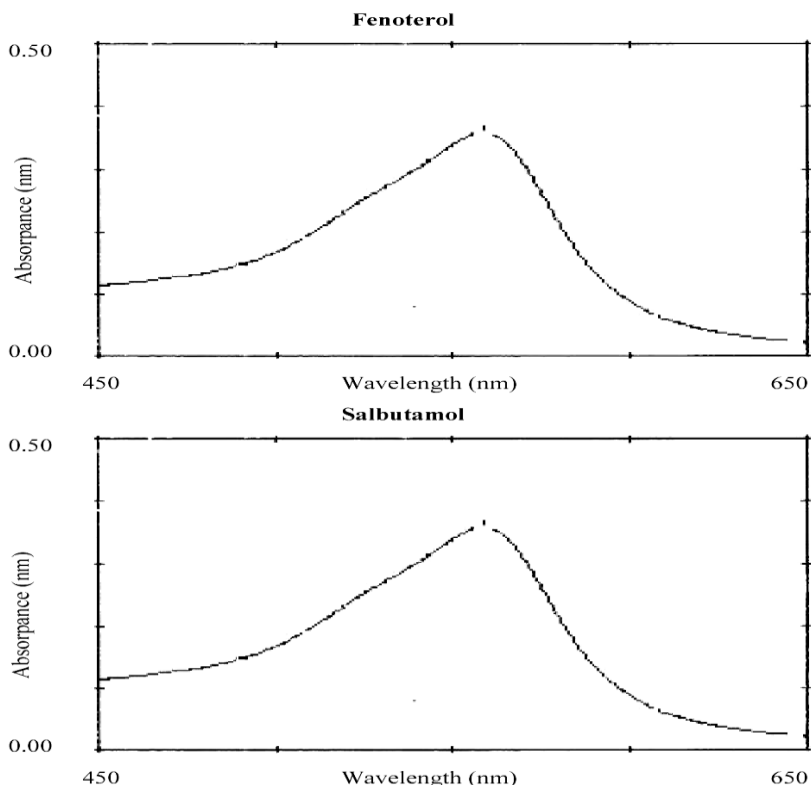 Fenoterol
0.50
Absorpance (nm)
0.00
450 Wavelength (nm) 650
Salbutamol
0.50
Absorpance (nm)
0.00
450 Wavelength (nm) 650